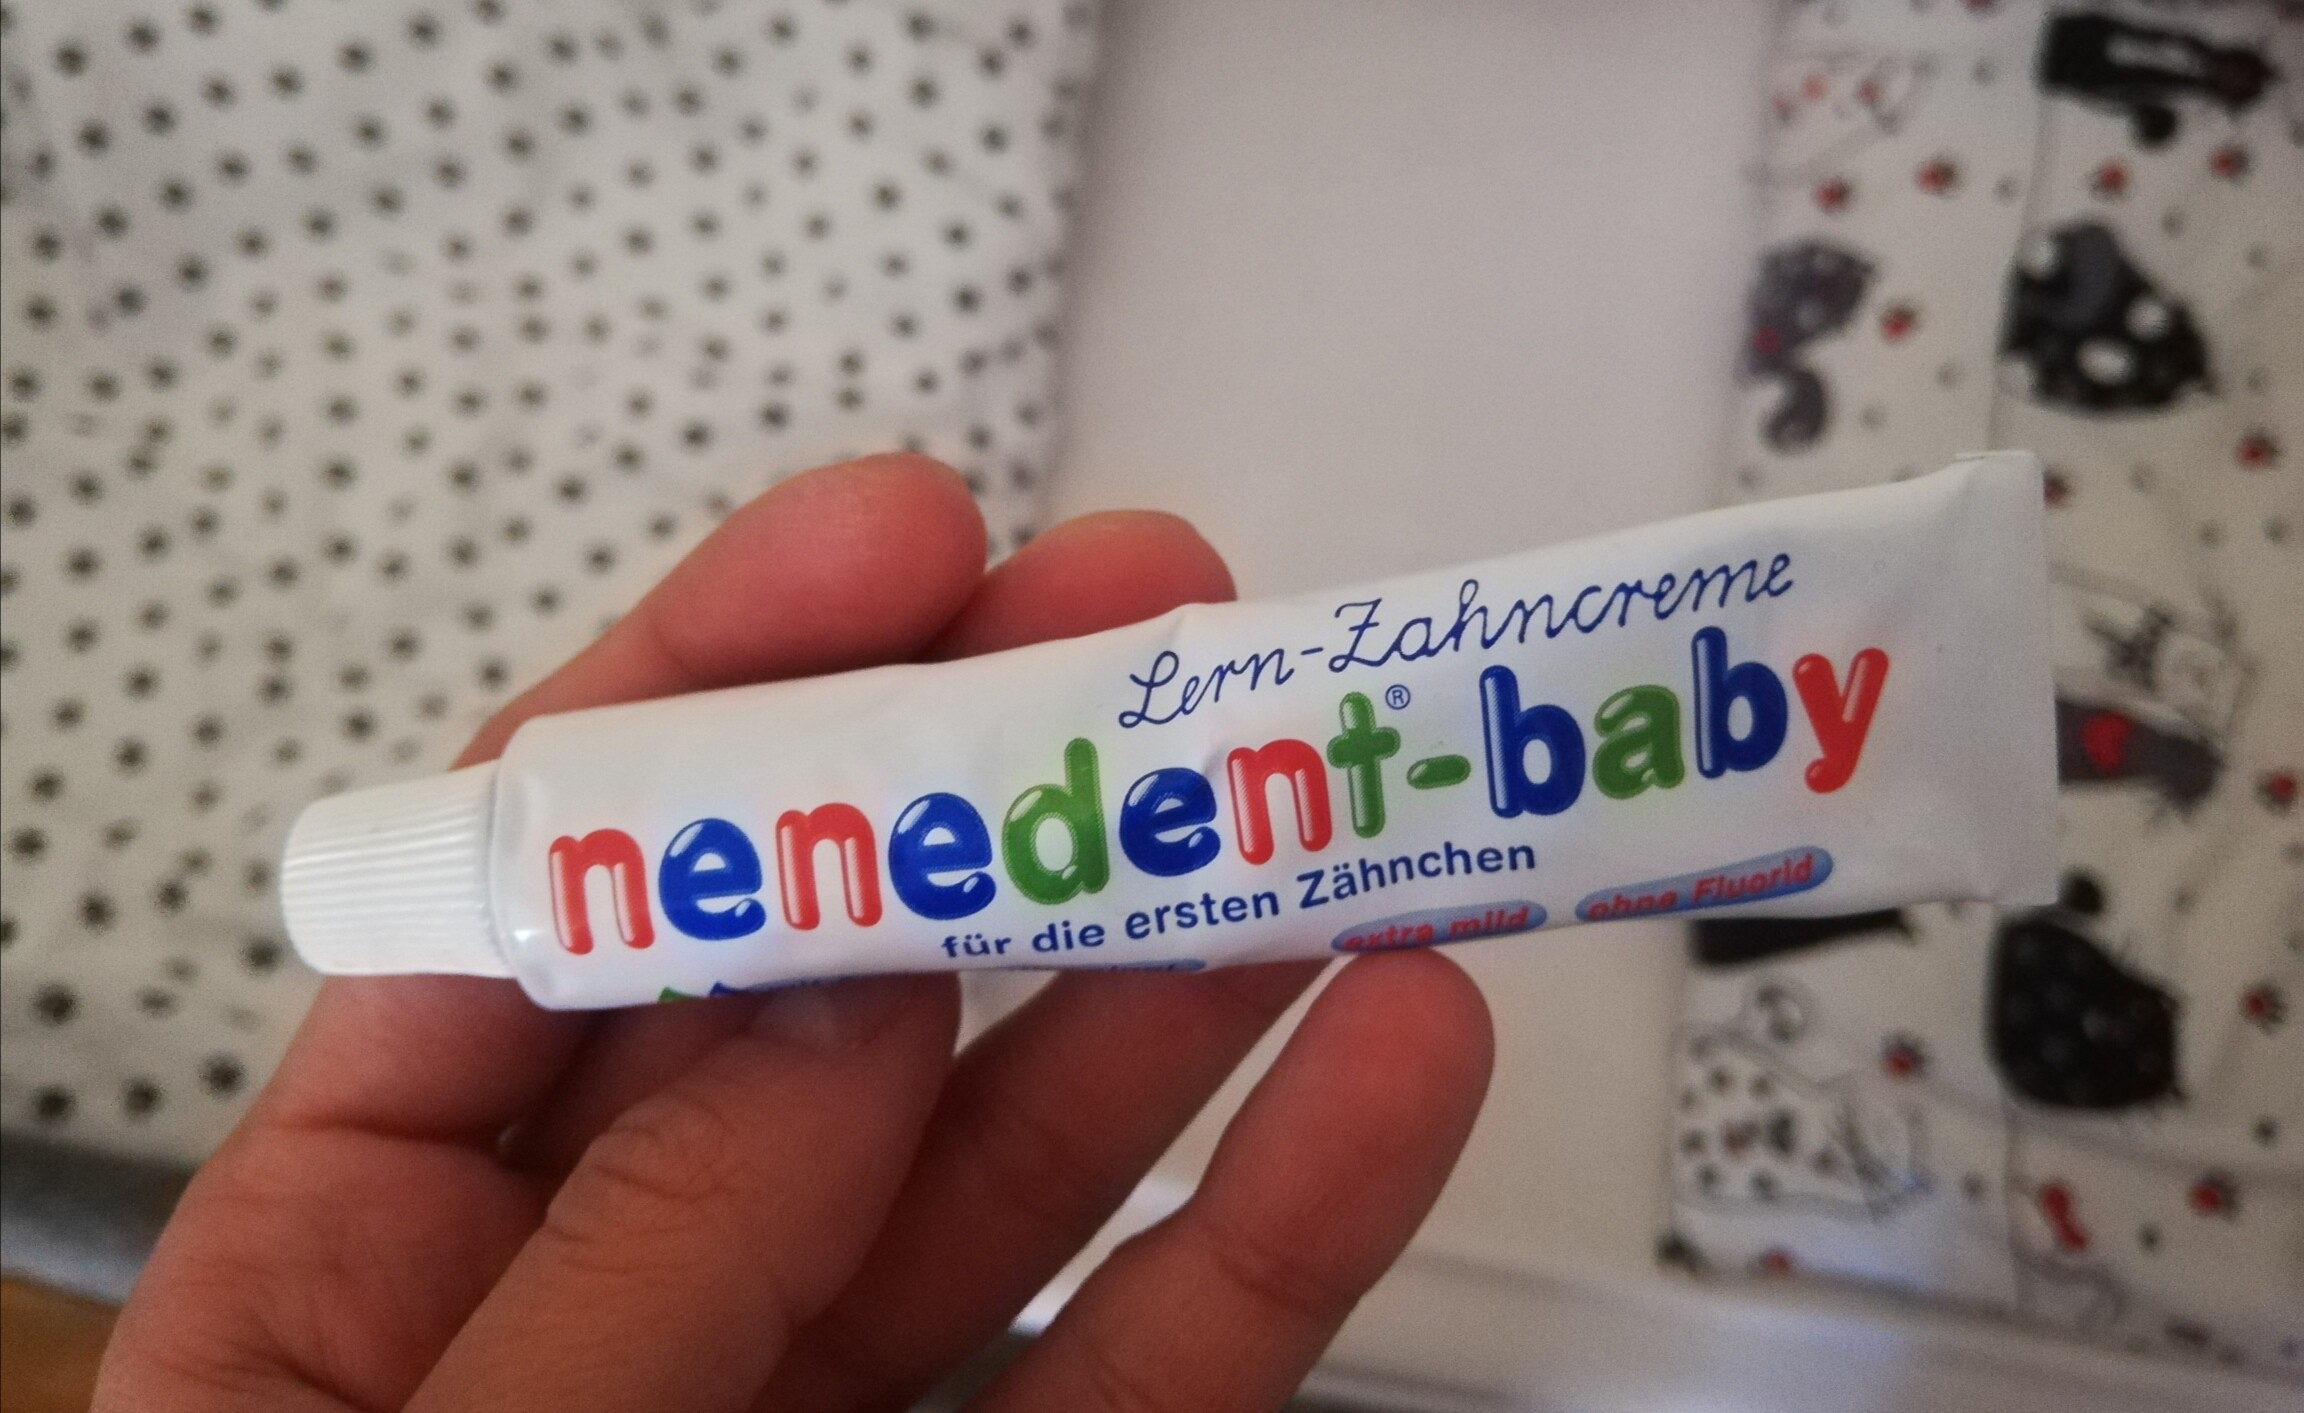 Lern-Zahncreme
nenedent®-baby
für die ersten Zähnchen
extra mild
ohne Fluorid